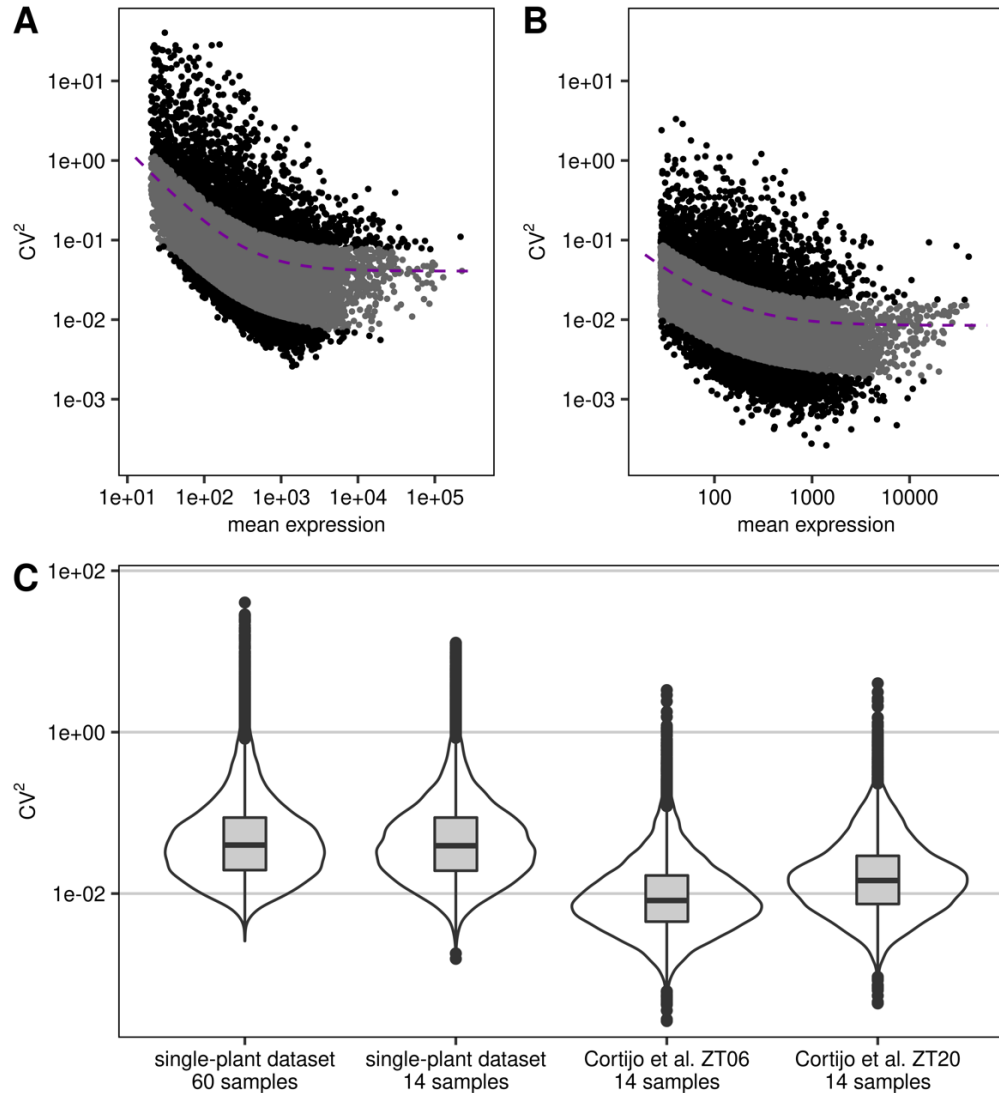 A
B
1e+01
1e+00
1e-01
1e-02
1e-03
CV²
1e+01 1e+02 1e+03 1e+04 1e+05
mean expression
1e+01
1e+00
1e-01
1e-02
1e-03
CV²
100 1000 10000
mean expression
C
1e+02
1e+00
1e-02
CV²
single-plant dataset
60 samples
single-plant dataset
14 samples
Cortijo et al. ZT06
14 samples
Cortijo et al. ZT20
14 samples